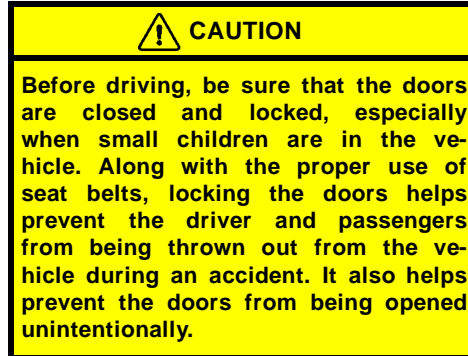 CAUTION
Before driving, be sure that the doors
are closed and locked, especially
when small children are in the ve-
hicle. Along with the proper use of
seat belts, locking the doors helps
prevent the driver and passengers
from being thrown out from the ve-
hicle during an accident. It also helps
prevent the doors from being opened
unintentionally.